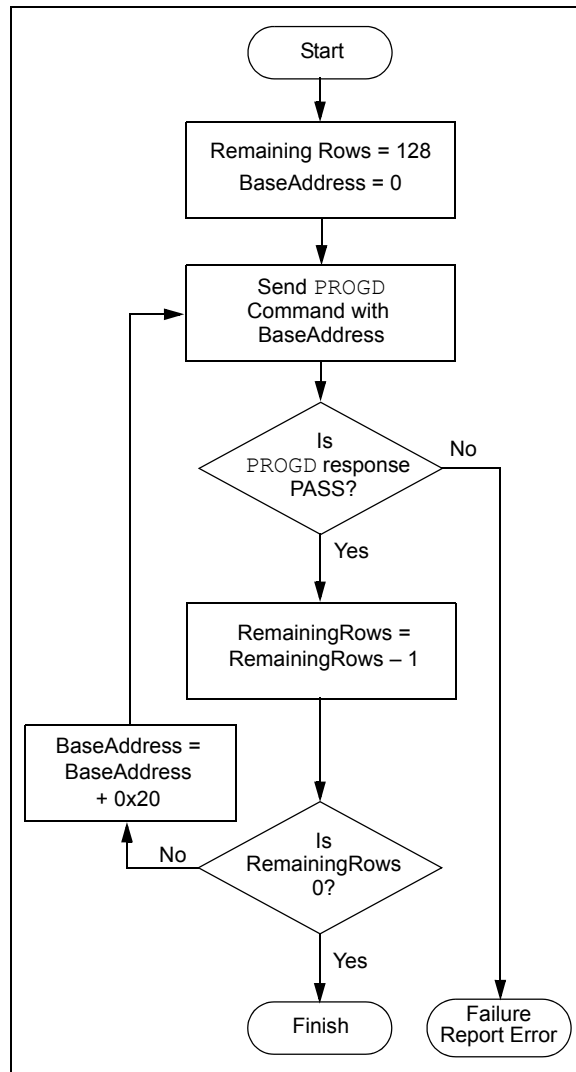 Start
Remaining Rows = 128
BaseAddress = 0
Send PROGD
Command with
BaseAddress
Is
PROGD response
PASS?
No
Yes
RemainingRows =
RemainingRows – 1
BaseAddress =
BaseAddress
+ 0x20
Is
RemainingRows
0?
No
Yes
Finish
Failure
Report Error